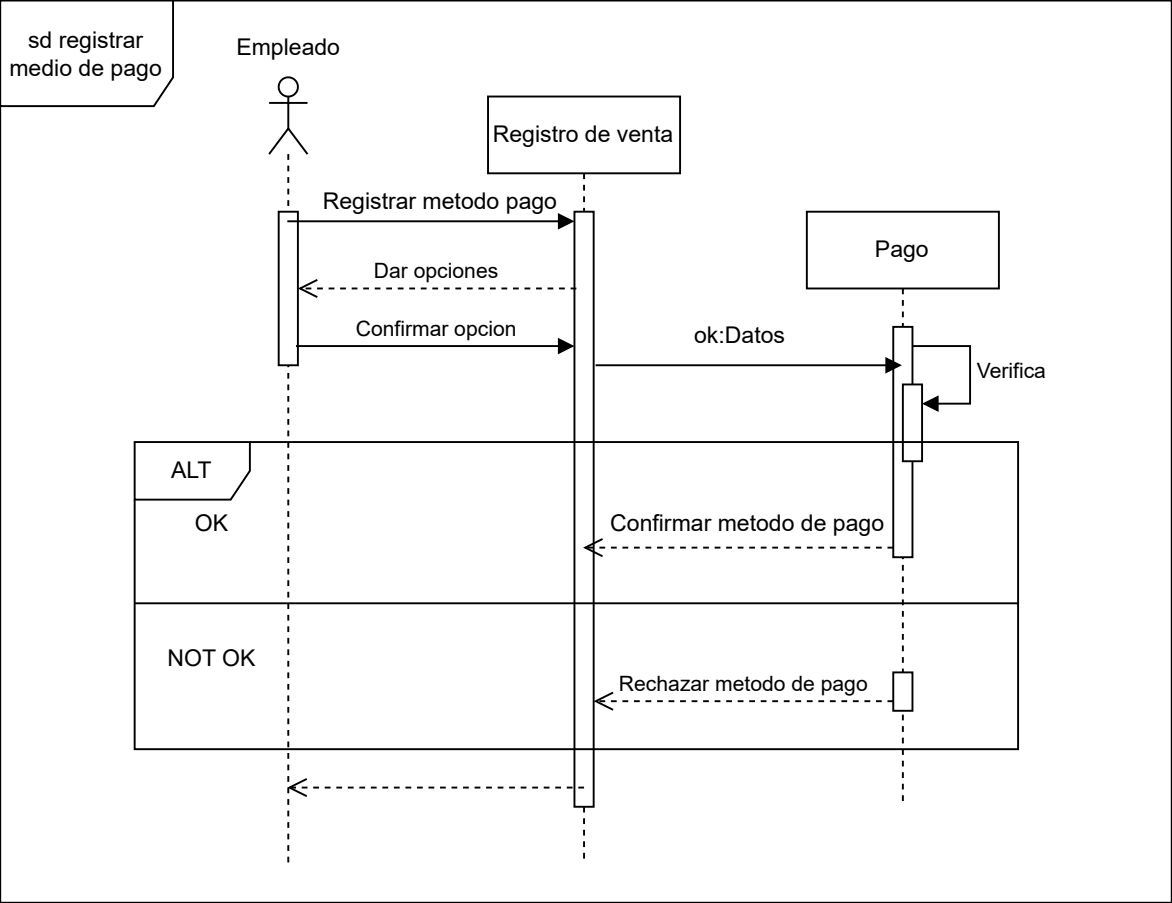 sd registrar
medio de pago
Empleado
Registro de venta
Registrar metodo pago
Pago
Dar opciones
Confirmar opcion
ok:Datos
Verifica
ALT
OK
Confirmar metodo de pago
NOT OK
Rechazar metodo de pago